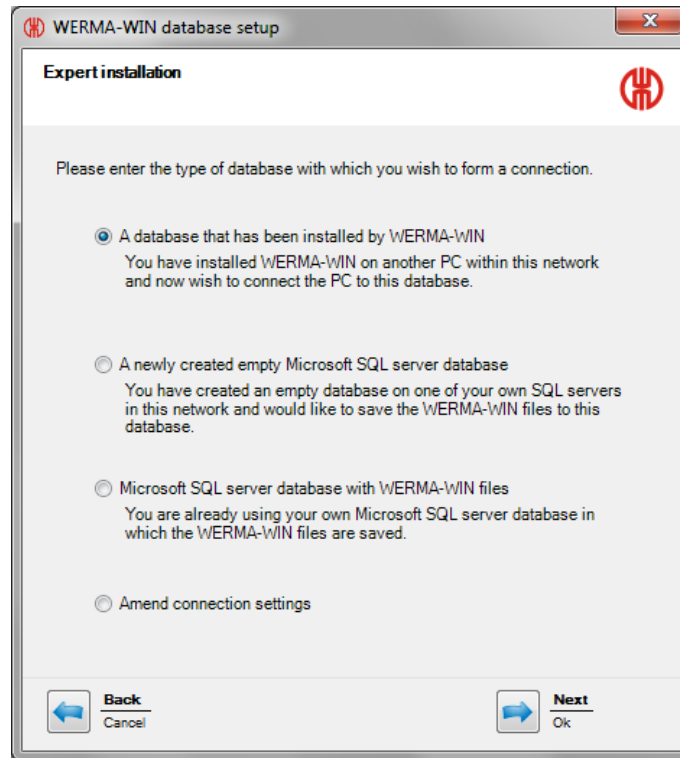 WERMA-WIN database setup
Expert installation
Please enter the type of database with which you wish to form a connection.
A database that has been installed by WERMA-WIN
You have installed WERMA-WIN on another PC within this network
and now wish to connect the PC to this database.
A newly created empty Microsoft SQL server database
You have created an empty database on one of your own SQL servers
in this network and would like to save the WERMA-WIN files to this
database.
Microsoft SQL server database with WERMA-WIN files
You are already using your own Microsoft SQL server database in
which the WERMA-WIN files are saved.
Amend connection settings
Back
Cancel
Next
Ok